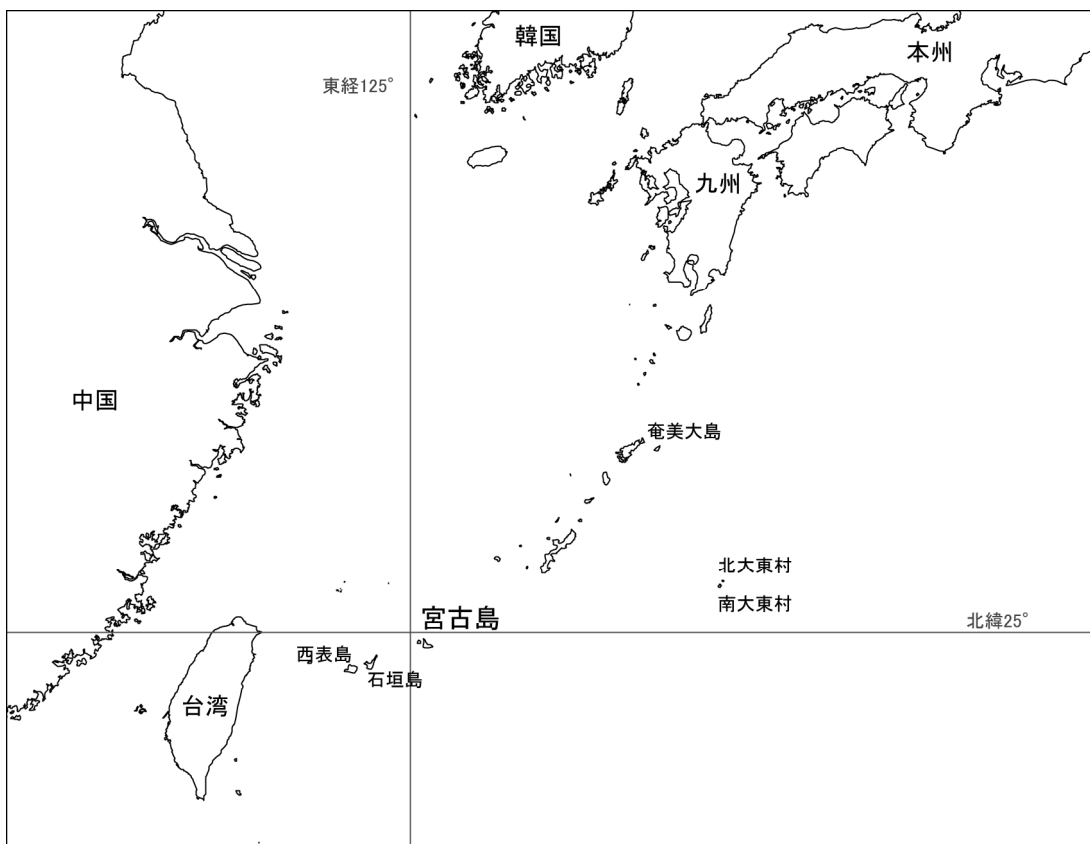 韓国
本州
東経125°
九州
中国
奄美大島
北大東村
南大東村
宮古島
北緯25°
西表島
石垣島
台湾